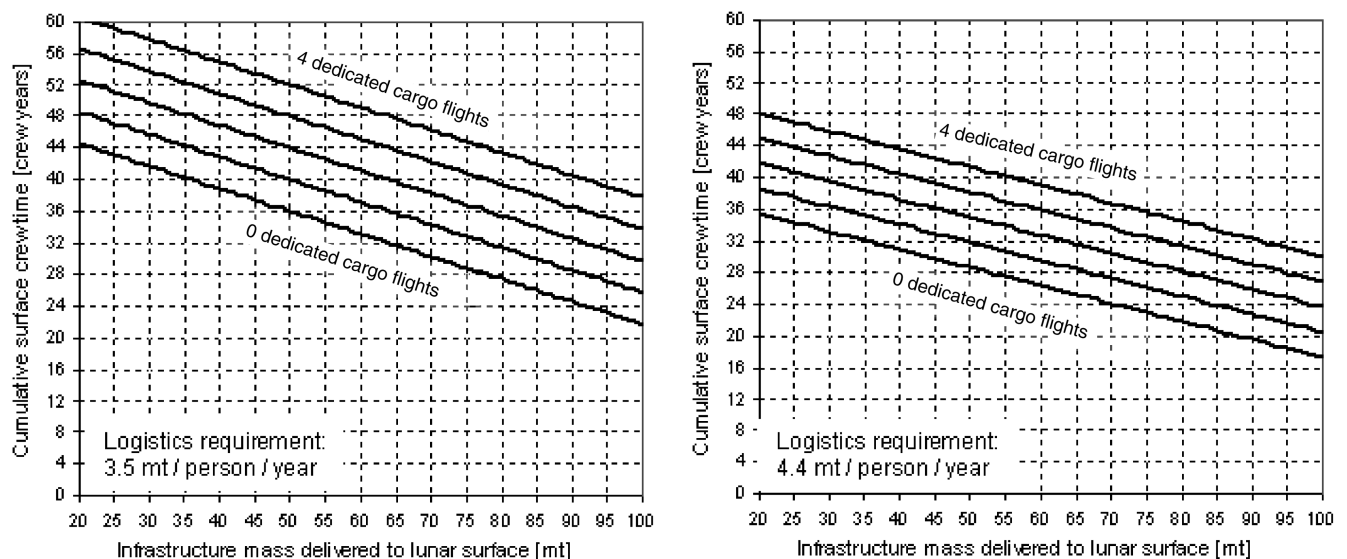 Cumulative surface crewtime [crew years]
60
56
52
48
44
40
36
32
28
24
20
16
12
8
4
0
4 dedicated cargo flights
0 dedicated cargo flights
Logistics requirement:
3.5 mt / person / year
20 25 30 35 40 45 50 55 60 65 70 75 80 85 90 95 100
Infrastructure mass delivered to lunar surface [mt]
Cumulative surface crewtime [crew years]
60
56
52
48
44
40
36
32
28
24
20
16
12
8
4
0
4 dedicated cargo flights
0 dedicated cargo flights
Logistics requirement:
4.4 mt / person / year
20 25 30 35 40 45 50 55 60 65 70 75 80 85 90 95 100
Infrastructure mass delivered to lunar surface [mt]